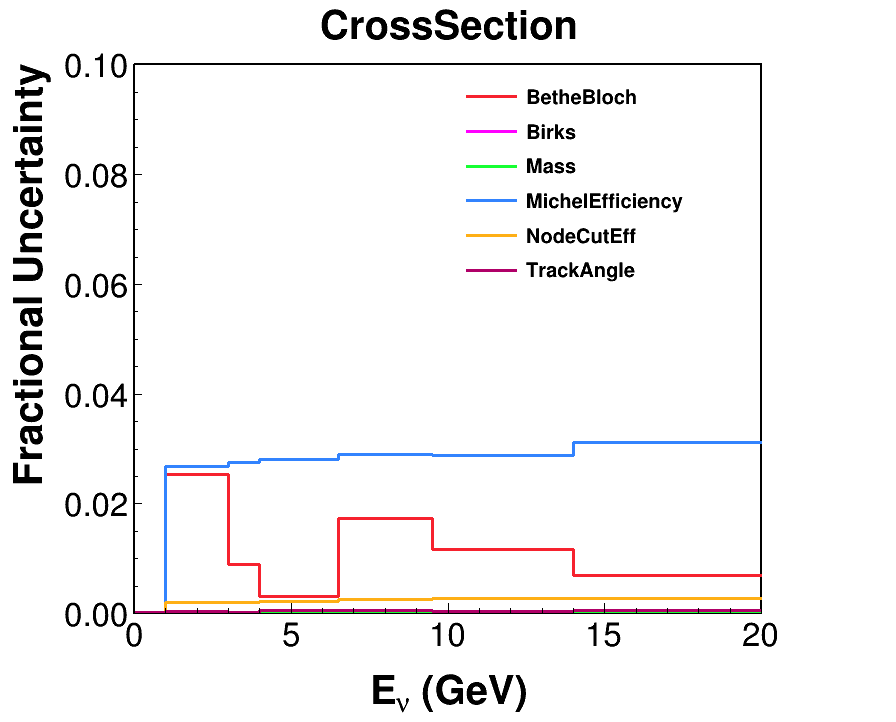 CrossSection
Fractional Uncertainty
0.10
0.08
0.06
0.04
0.02
0.00
BetheBloch
Birks
Mass
MichelEfficiency
NodeCutEff
TrackAngle
0 5 10 15 20
Eν (GeV)